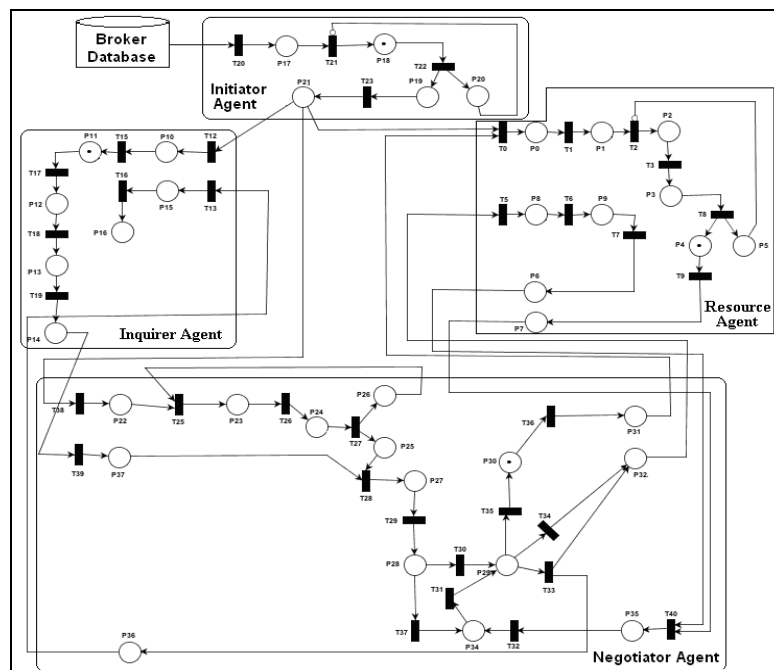 Broker
Database
T20
P17
T21
P18
T22
P19
P20
T23
P21
Initiator
Agent
P11
T15
P10
T12
T17
T16
P12
P15
T13
T18
P16
P13
T19
P14
Inquirer Agent
T0
P0
T1
P1
T2
P2
T3
P3
T8
T5
P8
T6
P9
T7
P4
P5
T9
P6
P7
Resource
Agent
T38
P22
T25
P23
T26
P24
P26
T27
P25
T39
P37
T28
P27
T29
P28
T30
T37
T31
P34
T32
P35
T40
T33
T34
T35
P30
T36
P31
P32
P36
Negotiator Agent